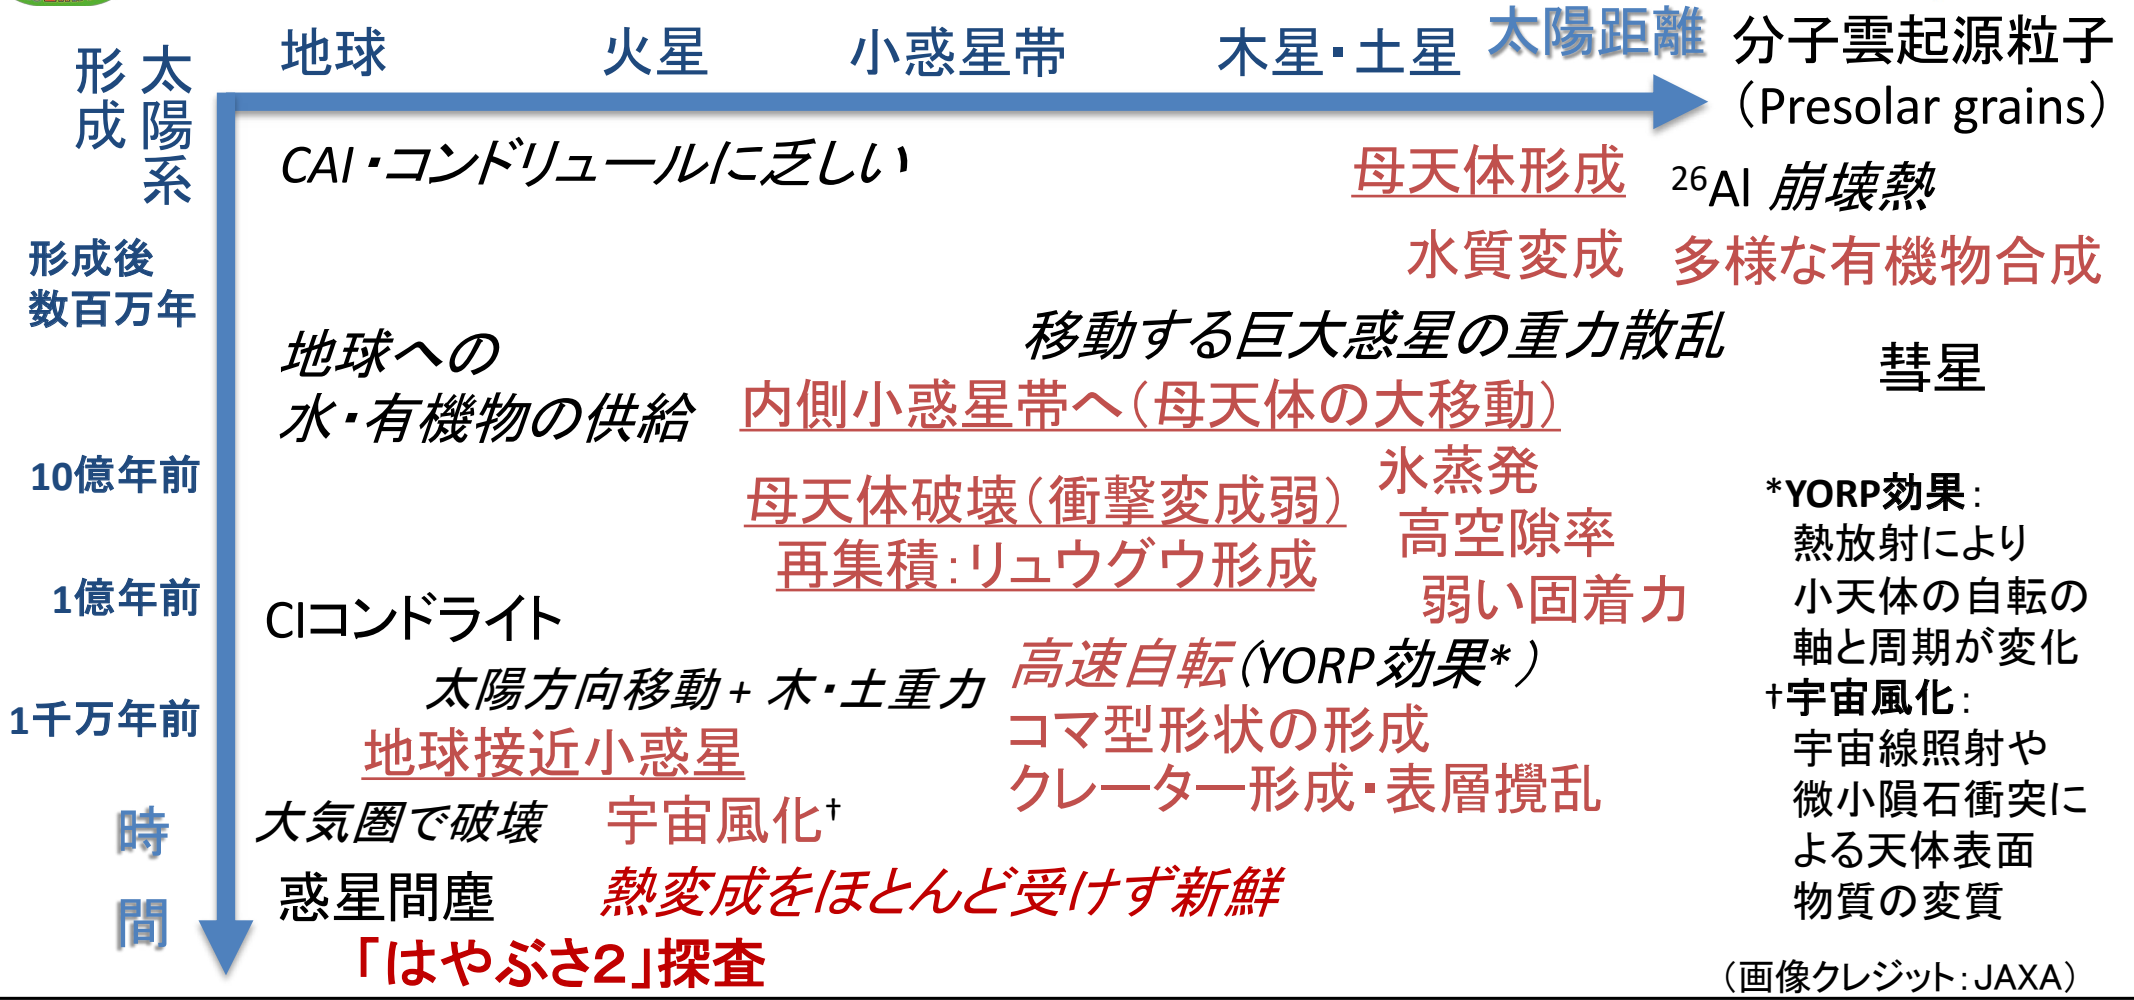 地球
火星
小惑星帯
木星・土星
太陽距離
分子雲起源粒子
（Presolar grains）
太陽系
形成
CAI・コンドリュールに乏しい
母天体形成
26Al 崩壊熱
水質変成
多様な有機物合成
形成後
数百万年
移動する巨大惑星の重力散乱
地球への
水・有機物の供給
彗星
内側小惑星帯へ（母天体の大移動）
10億年前
氷蒸発
母天体破壊（衝撃変成弱）
高空隙率
再集積：リュウグウ形成
弱い固着力
1億年前
CIコンドライト
高速自転（YORP効果*）
太陽方向移動 + 木・土重力
コマ型形状の形成
1千万年前
地球接近小惑星
クレーター形成・表層攪乱
大気圏で破壊
宇宙風化†
時間
惑星間塵
熱変成をほとんど受けず新鮮
「はやぶさ２」探査
*YORP効果：
熱放射により
小天体の自転の
軸と周期が変化
†宇宙風化：
宇宙線照射や
微小隕石衝突に
よる天体表面
物質の変質
（画像クレジット：JAXA）